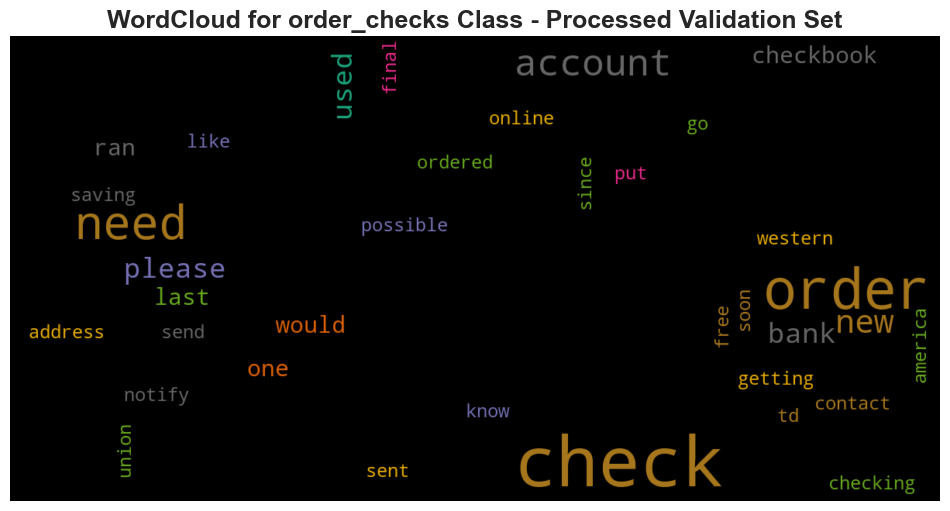 WordCloud for order_checks Class - Processed Validation Set
used
final
account
checkbook
online
go
like
ran
ordered
since
put
saving
need
possible
western
please
last
order
address
send
would
free
soon
bank
new
america
one
getting
notify
know
td
contact
union
check
sent
checking